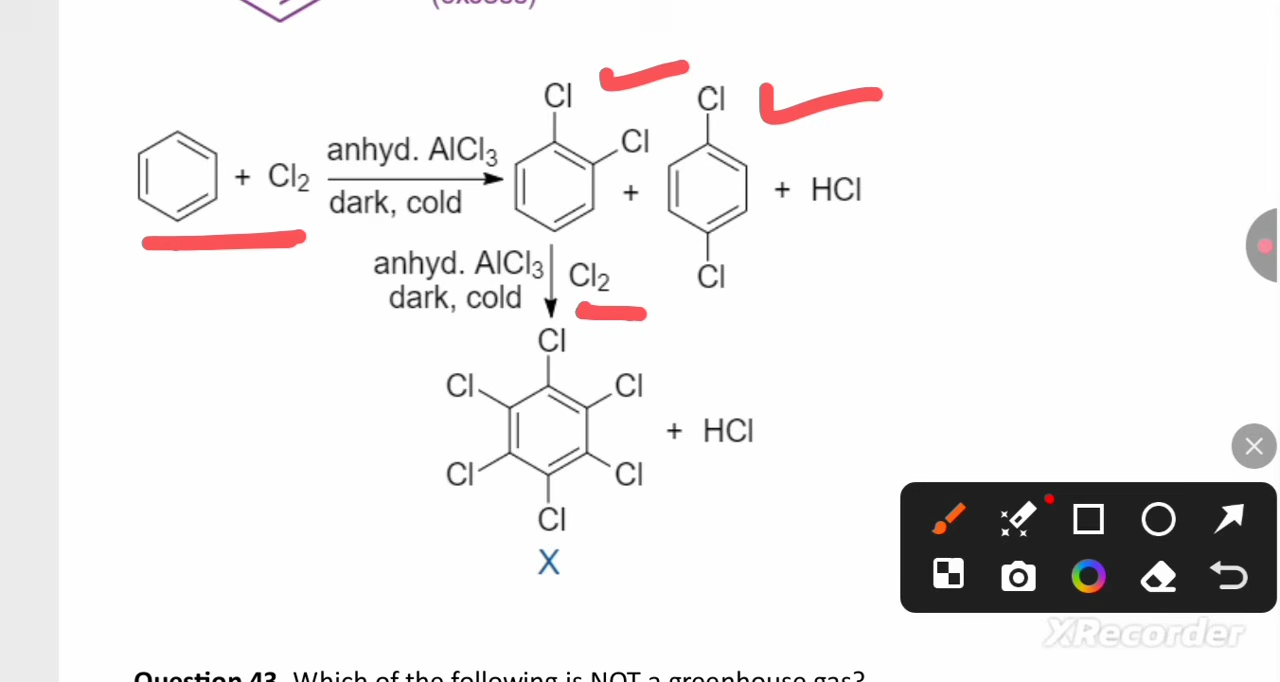 (excess)
Cl
Cl
Cl
anhyd. AlCl3
+ Cl2
+
+ HCl
dark, cold
Cl
anhyd. AlCl3
Cl2
dark, cold
Cl
Cl
Cl
+ HCl
Cl
Cl
Cl
X
XRecorder
Question 43. Which of the following is NOT a greenhouse gas?